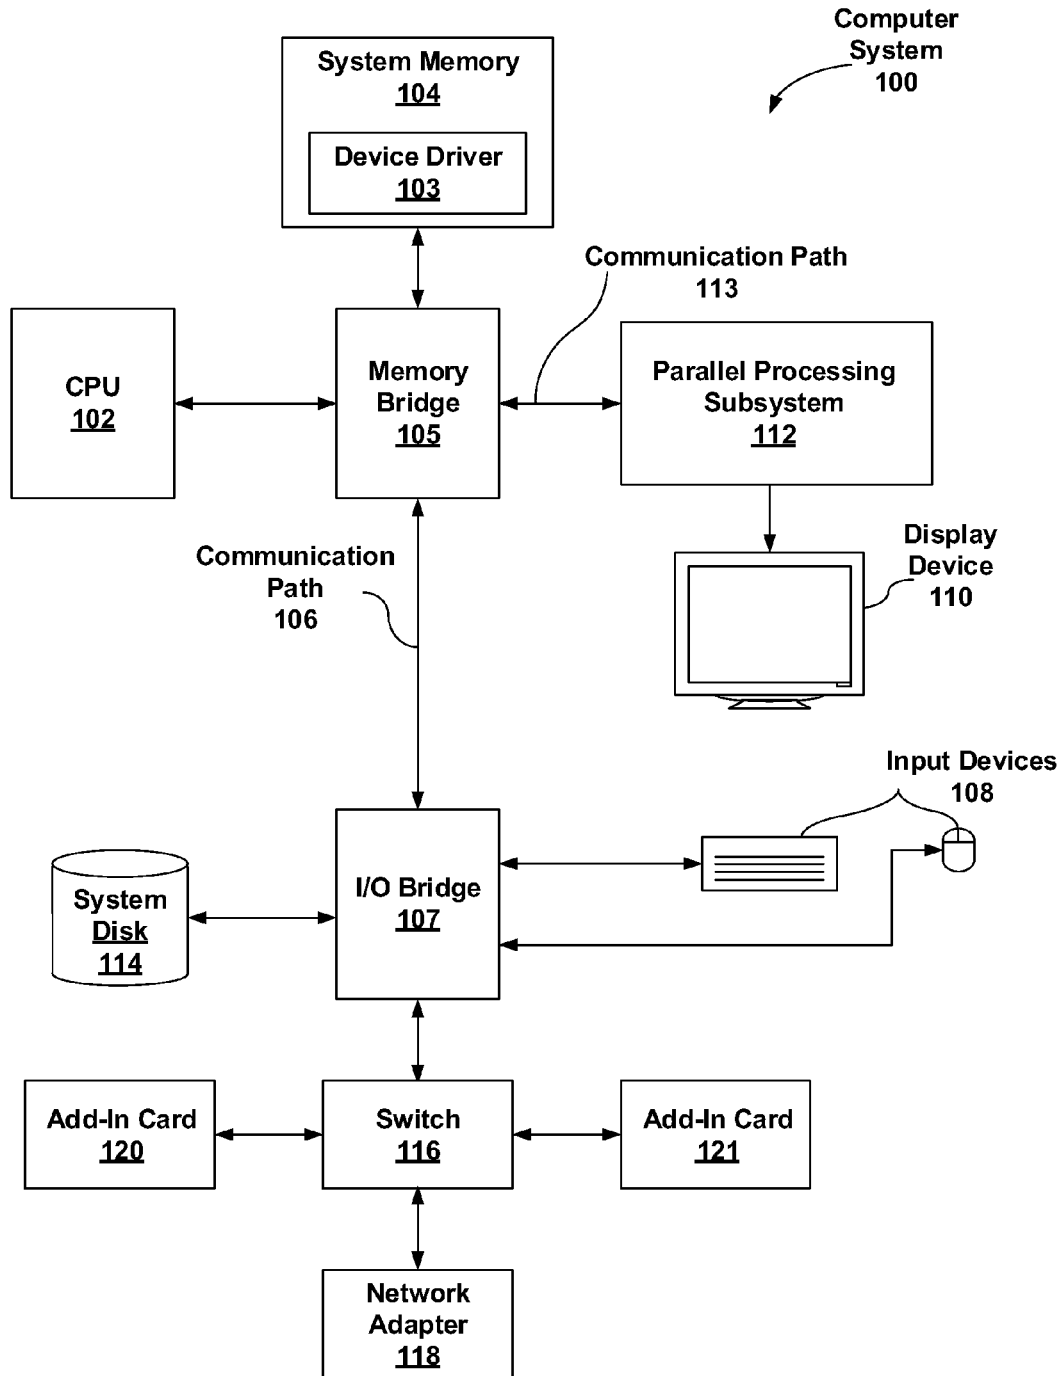 Computer
System
100
System Memory
104
Device Driver
103
Communication Path
113
CPU
102
Memory
Bridge
105
Parallel Processing
Subsystem
112
Communication
Path
106
Display
Device
110
Input Devices
108
System
Disk
114
I/O Bridge
107
Add-In Card
120
Switch
116
Add-In Card
121
Network
Adapter
118